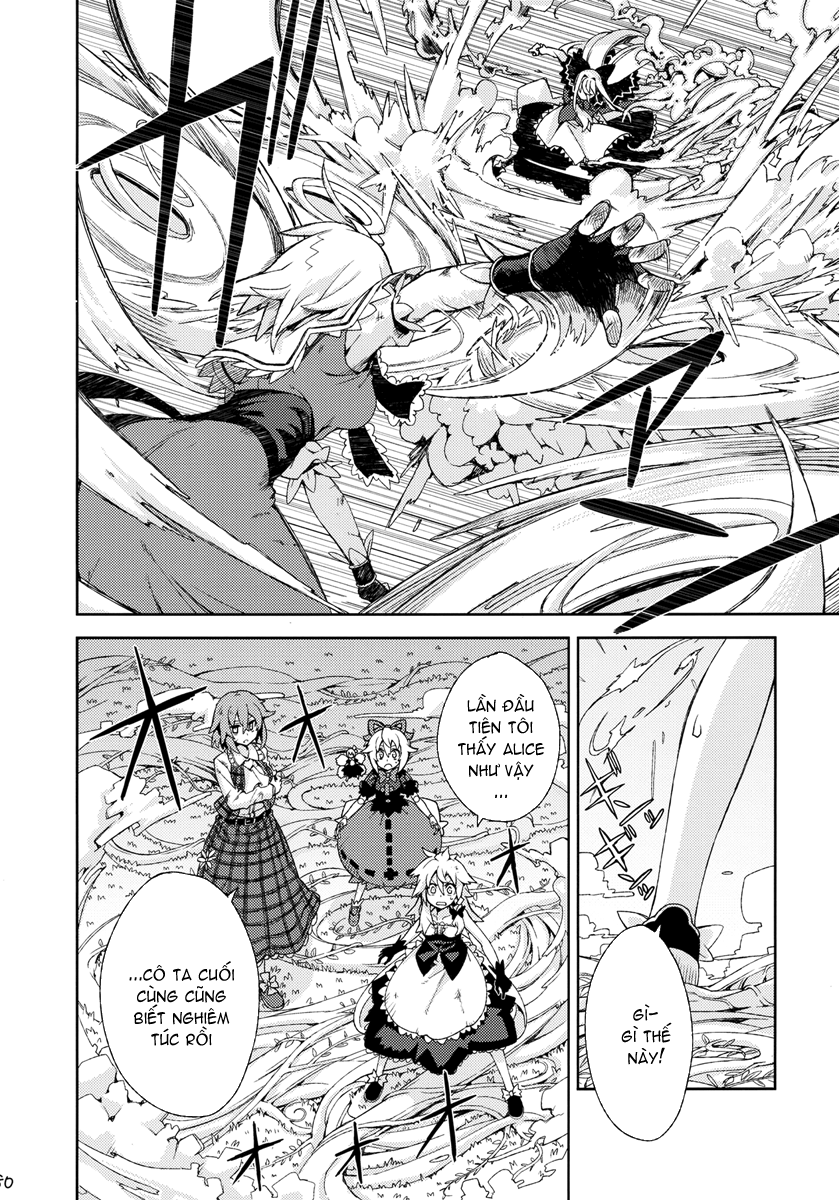 GÌ-
GÌ THẾ
NÀY!
LẦN ĐẦU
TIÊN TÔI
THẤY ALICE
NHƯ VẬY
...
...CÔ TA CUỐI
CÙNG CŨNG
BIẾT NGHIÊM
TÚC RỒI